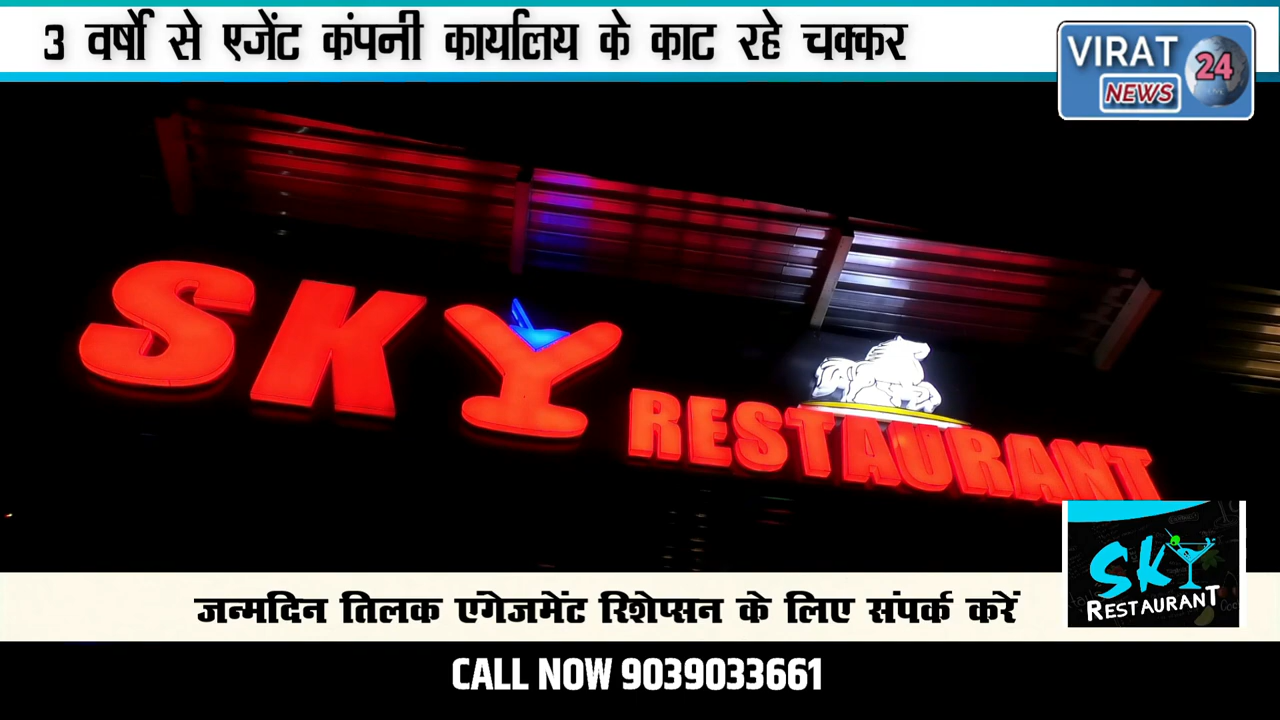 3 वर्षो से एजेंट कंपनी कार्यालय के काट रहे चक्कर
VIRAT 24
NEWS
SKY RESTAURANT
SKY
RESTAURANT
जन्मदिन तिलक एंगेजमेंट रिशेप्सन के लिए संपर्क करें
CALL NOW 9039033661